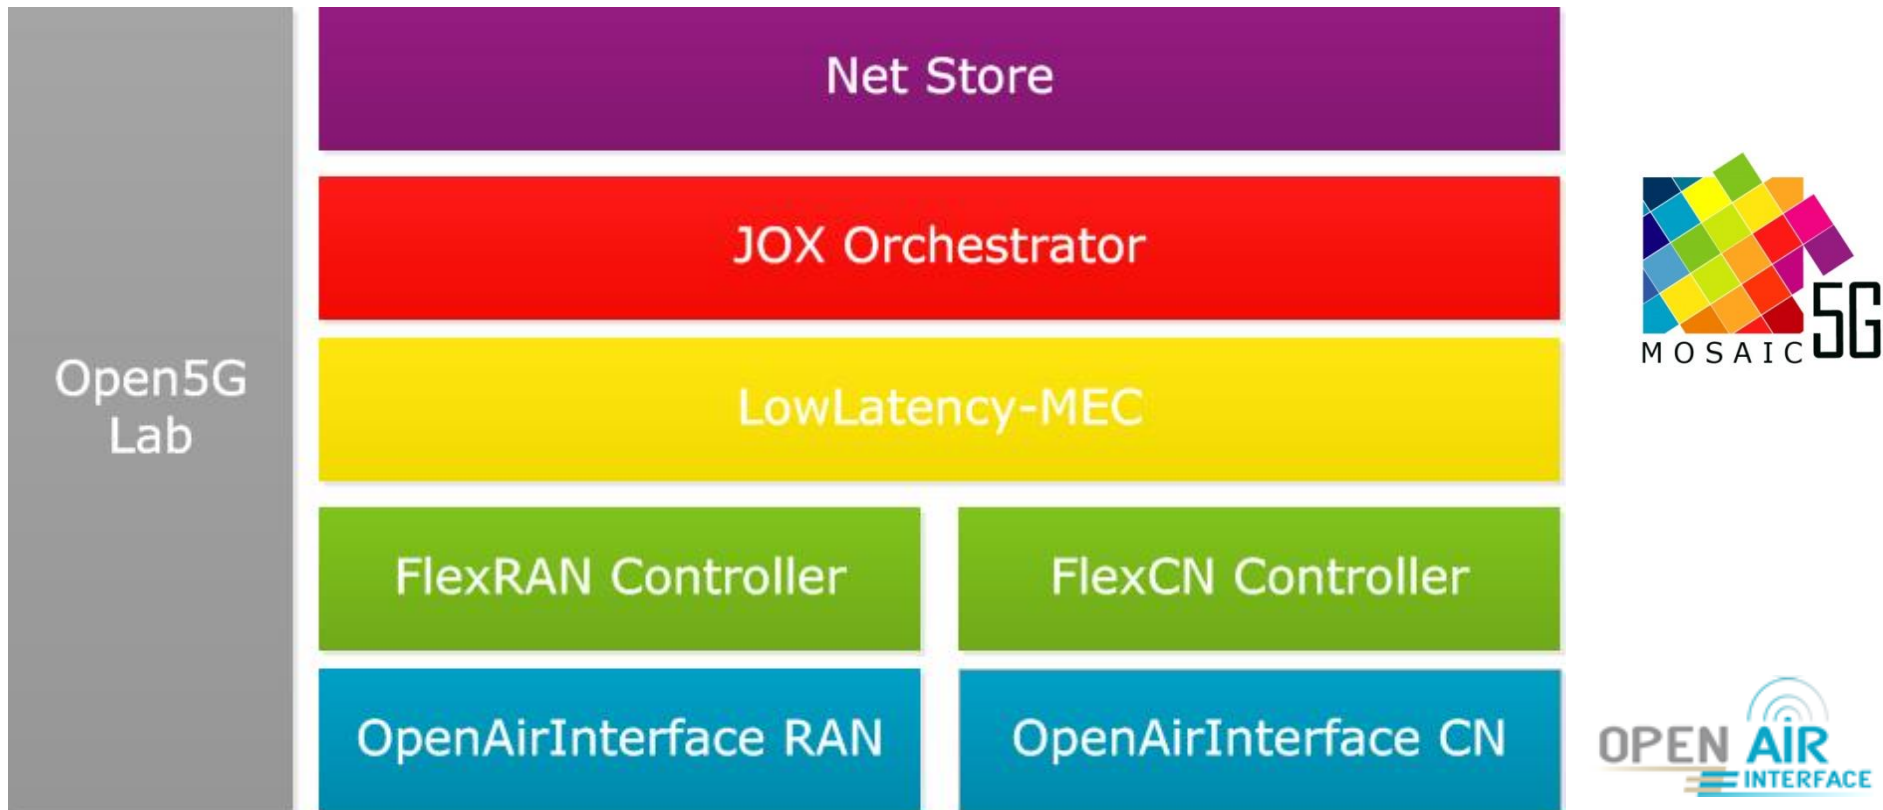 Net Store
JOX Orchestrator
Open5G
Lab
LowLatency-MEC
FlexRAN Controller
FlexCN Controller
OpenAirInterface RAN
OpenAirInterface CN
MOSAIC 5G
OPEN AIR
INTERFACE